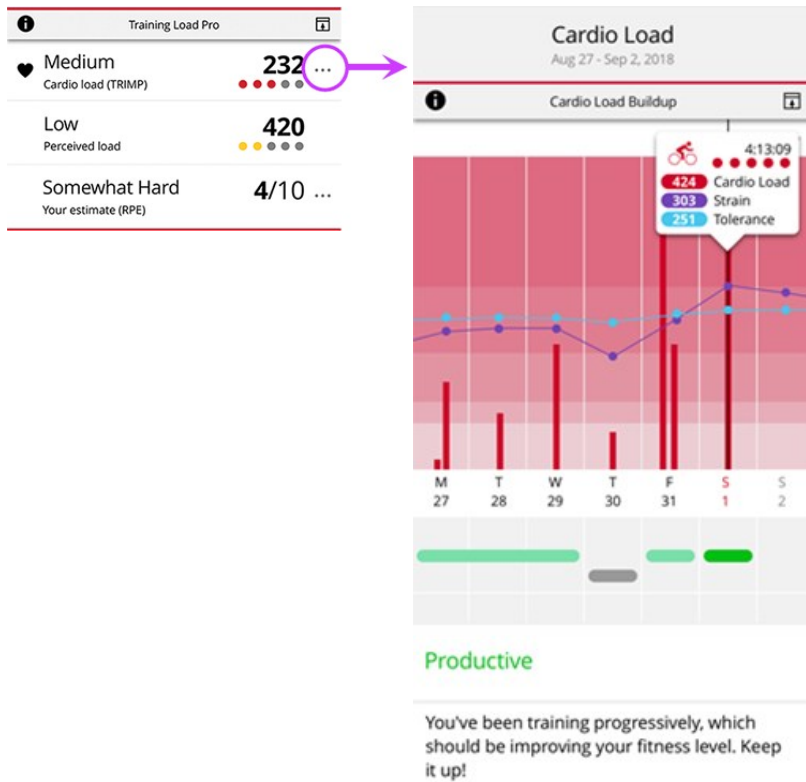 Training Load Pro
Medium
232 ...
Cardio load (TRIMP)
Low
420
Perceived load
Somewhat Hard
4/10 ...
Your estimate (RPE)
Cardio Load
Aug 27 - Sep 2, 2018
Cardio Load Buildup
4:13:09
424 Cardio Load
303 Strain
251 Tolerance
M T W T F S S
27 28 29 30 31 1 2
Productive
You've been training progressively, which
should be improving your fitness level. Keep
it up!